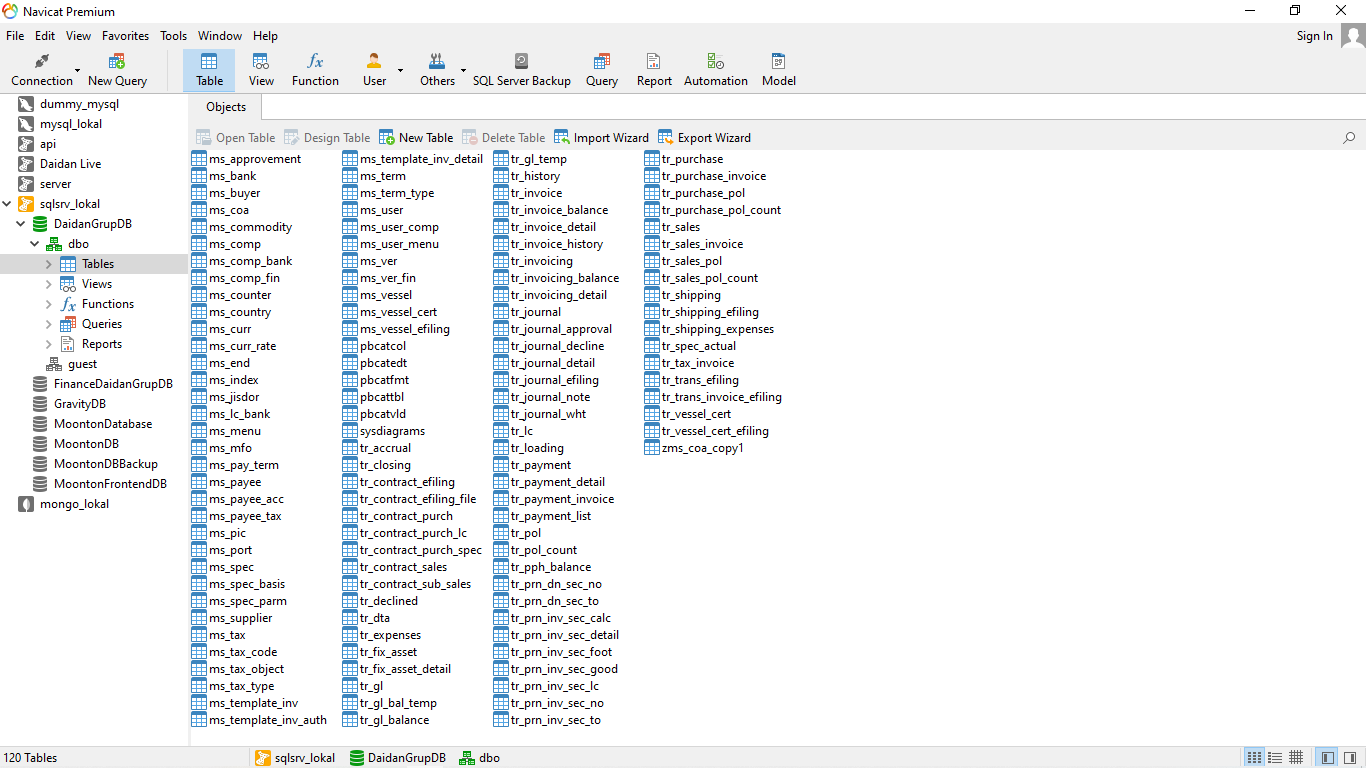 Navicat Premium
File Edit View Favorites Tools Window Help
Sign In
Connection New Query Table View Function User Others SQL Server Backup Query Report Automation Model
dummy_mysql
mysql_lokal
api
Daidan Live
server
sqlsrv_lokal
DaidanGrupDB
dbo
Tables
Views
Functions
Queries
Reports
guest
FinanceDaidanGrupDB
GravityDB
MoontonDatabase
MoontonDB
MoontonDBBackup
MoontonFrontendDB
mongo_lokal
Objects
Open Table Design Table New Table Delete Table Import Wizard Export Wizard
ms_approvement
ms_bank
ms_buyer
ms_coa
ms_commodity
ms_comp
ms_comp_bank
ms_comp_fin
ms_counter
ms_country
ms_curr
ms_curr_rate
ms_end
ms_index
ms_jisdor
ms_lc_bank
ms_menu
ms_mfo
ms_pay_term
ms_payee
ms_payee_acc
ms_payee_tax
ms_pic
ms_port
ms_spec
ms_spec_basis
ms_spec_parm
ms_supplier
ms_tax
ms_tax_code
ms_tax_object
ms_tax_type
ms_template_inv
ms_template_inv_auth
ms_template_inv_detail
ms_term
ms_term_type
ms_user
ms_user_comp
ms_user_menu
ms_ver
ms_ver_fin
ms_vessel
ms_vessel_cert
ms_vessel_efiling
pbcatcol
pbcatedt
pbcatfmt
pbcattbl
pbcatvld
sysdiagrams
tr_accrual
tr_closing
tr_contract_efiling
tr_contract_efiling_file
tr_contract_purch
tr_contract_purch_lc
tr_contract_purch_spec
tr_contract_sales
tr_contract_sub_sales
tr_declined
tr_dta
tr_expenses
tr_fix_asset
tr_fix_asset_detail
tr_gl
tr_gl_bal_temp
tr_gl_balance
tr_gl_temp
tr_history
tr_invoice
tr_invoice_balance
tr_invoice_detail
tr_invoice_history
tr_invoicing
tr_invoicing_balance
tr_invoicing_detail
tr_journal
tr_journal_approval
tr_journal_decline
tr_journal_detail
tr_journal_efiling
tr_journal_note
tr_journal_wht
tr_lc
tr_loading
tr_payment
tr_payment_detail
tr_payment_invoice
tr_payment_list
tr_pol
tr_pol_count
tr_pph_balance
tr_prn_dn_sec_no
tr_prn_dn_sec_to
tr_prn_inv_sec_calc
tr_prn_inv_sec_detail
tr_prn_inv_sec_foot
tr_prn_inv_sec_good
tr_prn_inv_sec_lc
tr_prn_inv_sec_no
tr_prn_inv_sec_to
tr_purchase
tr_purchase_invoice
tr_purchase_pol
tr_purchase_pol_count
tr_sales
tr_sales_invoice
tr_sales_pol
tr_sales_pol_count
tr_shipping
tr_shipping_efiling
tr_shipping_expenses
tr_spec_actual
tr_tax_invoice
tr_trans_efiling
tr_trans_invoice_efiling
tr_vessel_cert
tr_vessel_cert_efiling
zms_coa_copy1
120 Tables sqlsrv_lokal DaidanGrupDB dbo